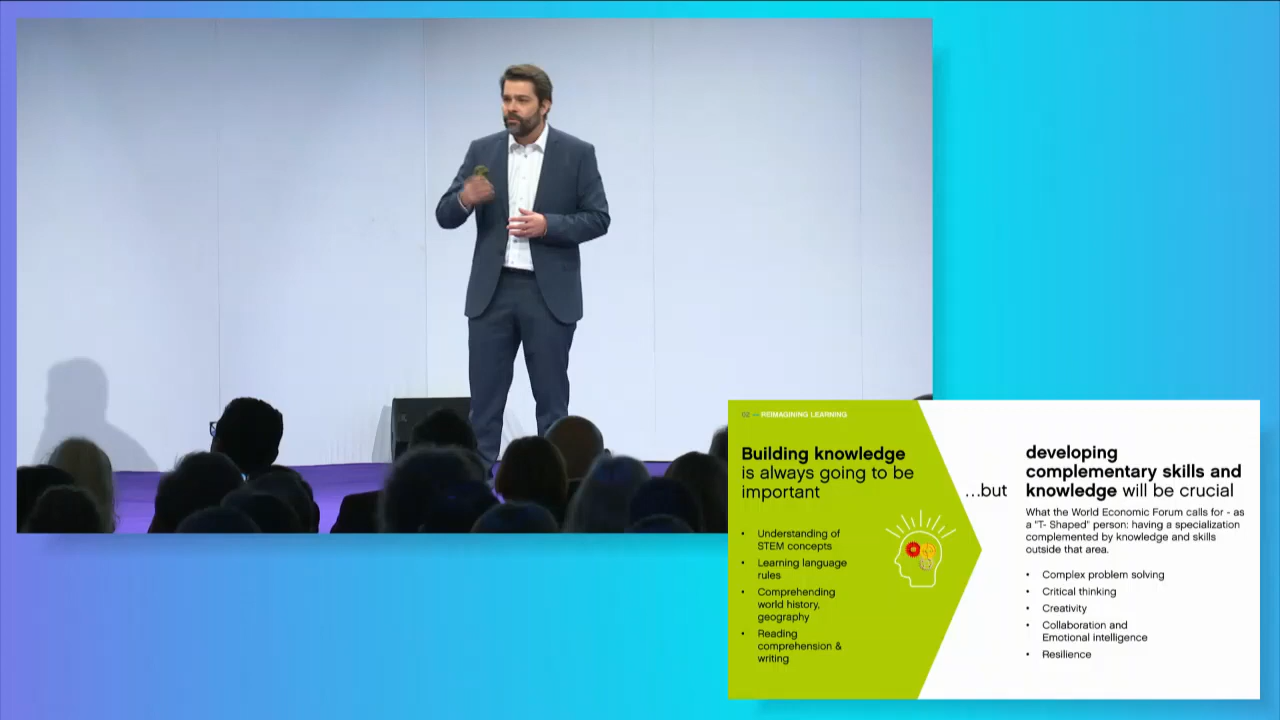 02 — REIMAGINING LEARNING
Building knowledge
is always going to be
important
• Understanding of
STEM concepts
• Learning language
rules
• Comprehending
world history,
geography
• Reading
comprehension &
writing
...but
developing
complementary skills and
knowledge will be crucial
What the World Economic Forum calls for - as
a "T- Shaped" person: having a specialization
complemented by knowledge and skills
outside that area.
• Complex problem solving
• Critical thinking
• Creativity
• Collaboration and
Emotional intelligence
• Resilience